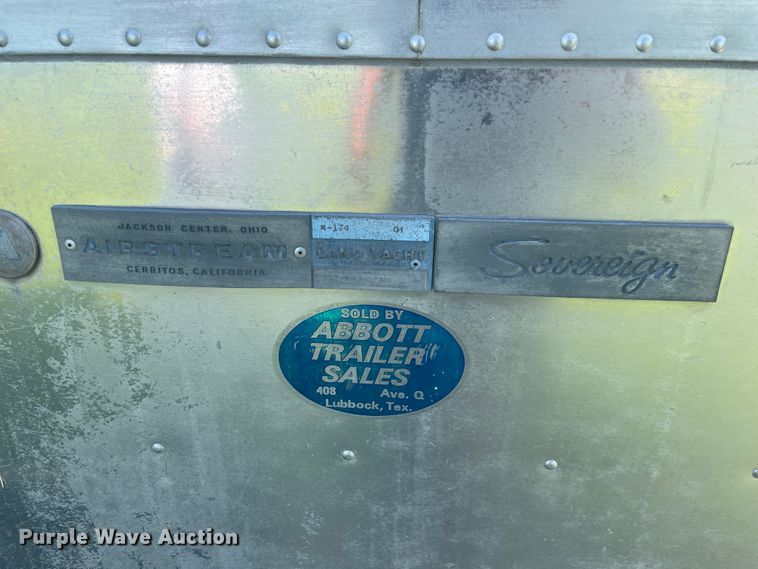 JACKSON CENTER, OHIO
AIRSTREAM
CERRITOS, CALIFORNIA
LAND YACHT
Sovereign
SOLD BY
ABBOTT
TRAILER
SALES
408 Ave. Q
Lubbock, Tex.
Purple Wave Auction